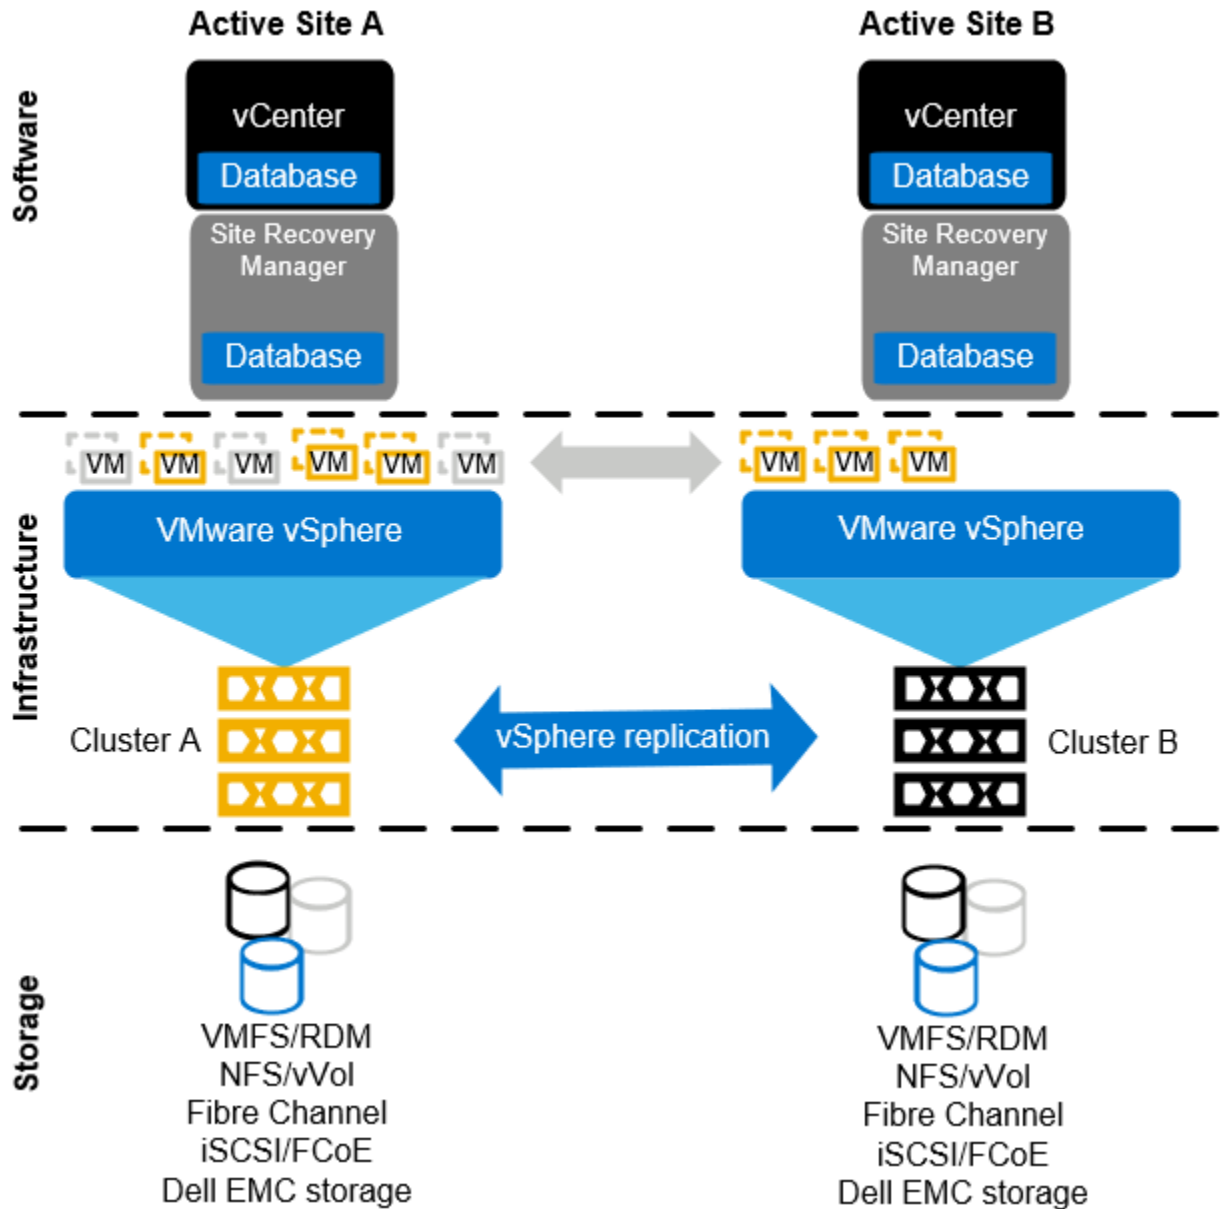 Active Site A
Active Site B
Software
vCenter
Database
Site Recovery
Manager
Database
vCenter
Database
Site Recovery
Manager
Database
Infrastructure
VM
VM
VM
VM
VM
VM
VMware vSphere
VM
VM
VM
VMware vSphere
Cluster A
vSphere replication
Cluster B
Storage
VMFS/RDM
NFS/vVol
Fibre Channel
iSCSI/FCoE
Dell EMC storage
VMFS/RDM
NFS/vVol
Fibre Channel
iSCSI/FCoE
Dell EMC storage